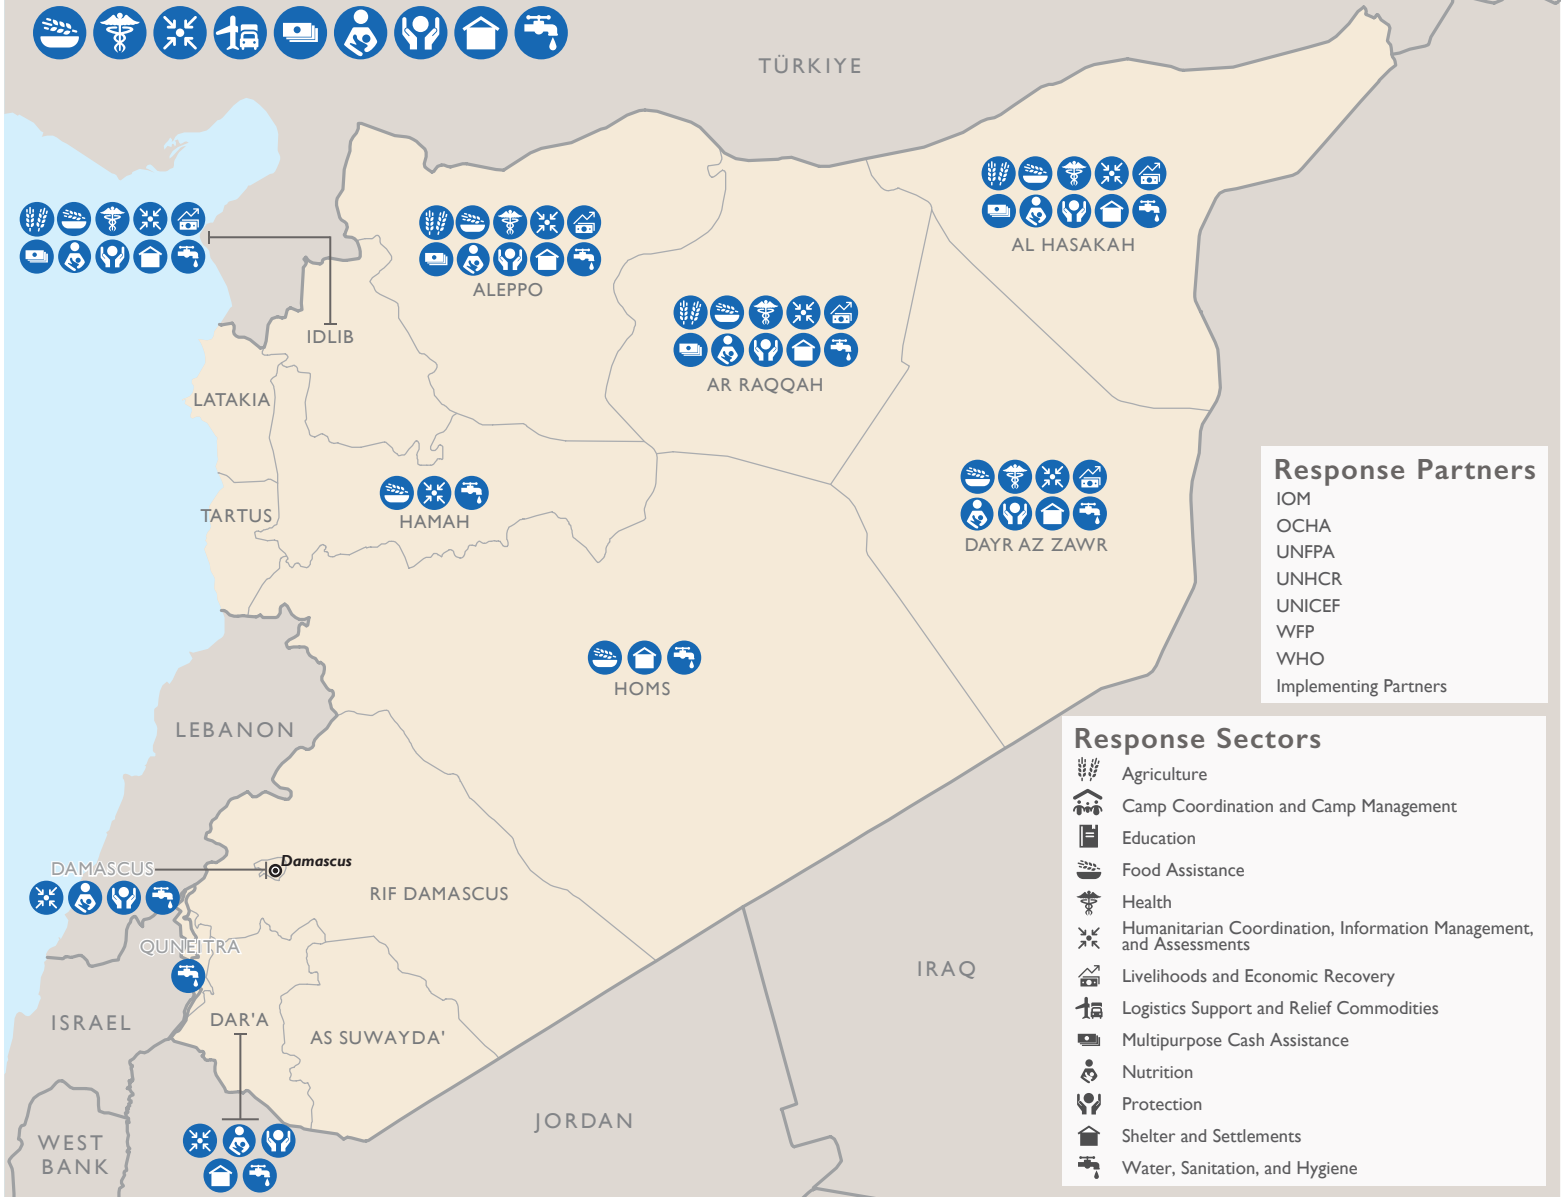 TÜRKIYE
AL HASAKAH
ALEPPO
IDLIB
AR RAQQAH
LATAKIA
TARTUS
HAMAH
DAYR AZ ZAWR
HOMS
LEBANON
DAMASCUS
Damascus
RIF DAMASCUS
QUNEITRA
ISRAEL
DAR'A
AS SUWAYDA'
IRAQ
JORDAN
WEST
BANK
Response Partners
IOM
OCHA
UNFPA
UNHCR
UNICEF
WFP
WHO
Implementing Partners
Response Sectors
Agriculture
Camp Coordination and Camp Management
Education
Food Assistance
Health
Humanitarian Coordination, Information Management,
and Assessments
Livelihoods and Economic Recovery
Logistics Support and Relief Commodities
Multipurpose Cash Assistance
Nutrition
Protection
Shelter and Settlements
Water, Sanitation, and Hygiene